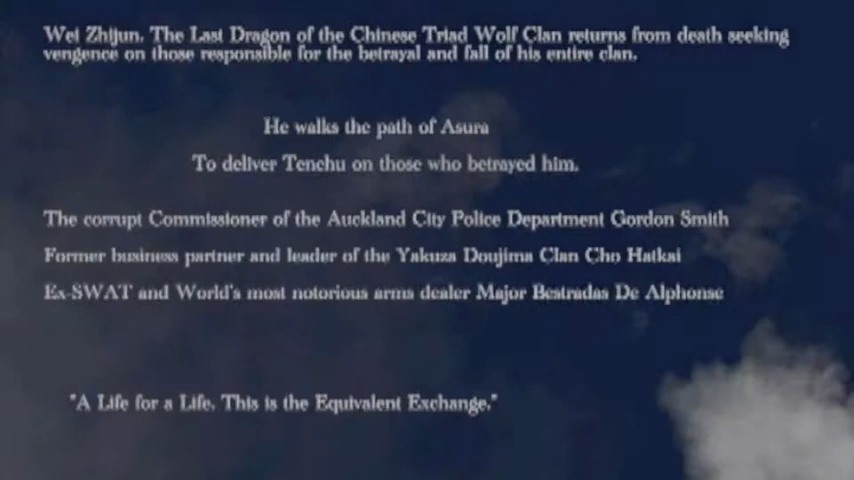 Wei Zhijun. The Last Dragon of the Chinese Triad Wolf Clan returns from death seeking
vengence on those responsible for the betrayal and fall of his entire clan.
He walks the path of Asura
To deliver Tenchu on those who betrayed him.
The corrupt Commissioner of the Auckland City Police Department Gordon Smith
Former business partner and leader of the Yakuza Doujima Clan Cho Hatkai
Ex-SWAT and World's most notorious arms dealer Major Bestradas De Alphonse
"A Life for a Life. This is the Equivalent Exchange."